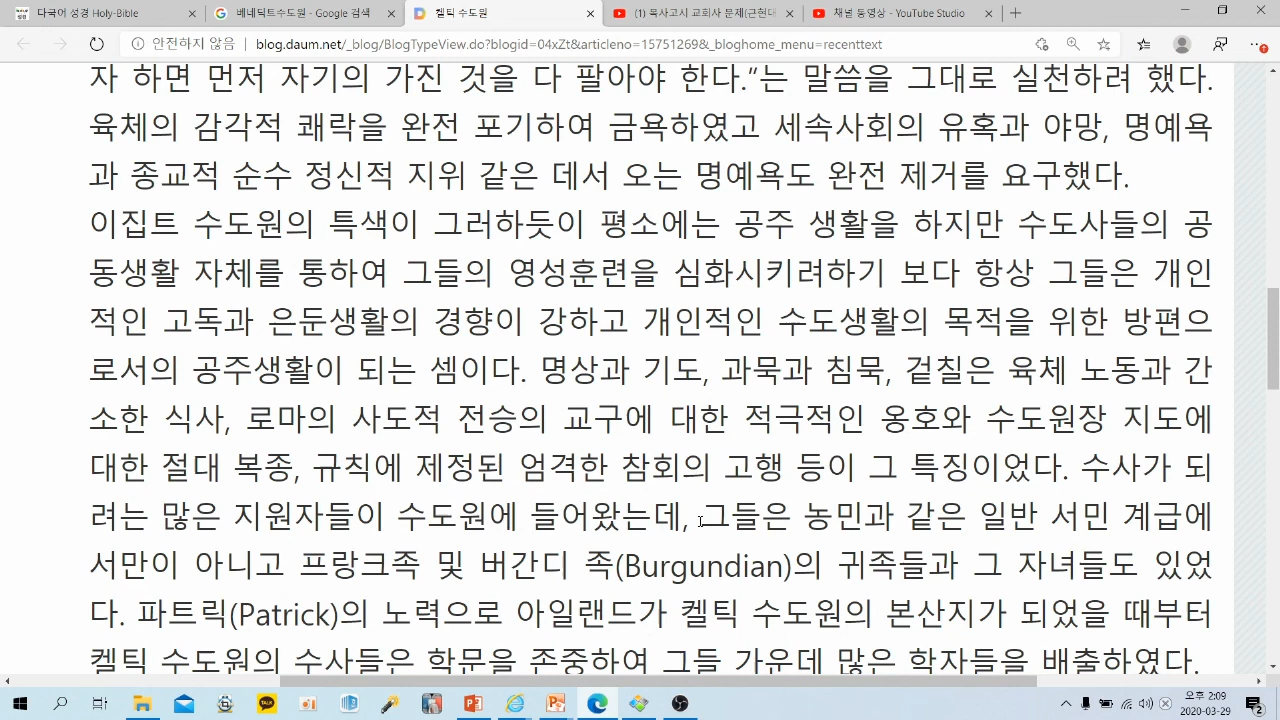 다국어 성경 Holy-Bible
베네딕트수도원 - Google 검색
켈틱 수도원
(1) 목사고시 교회사 문제(근현대
채널 동영상 - YouTube Studio
안전하지 않음
blog.daum.net/_blog/BlogTypeView.do?blogid=04xZt&articleno=15751269&_bloghome_menu=recenttext
자 하면 먼저 자기의 가진 것을 다 팔아야 한다."는 말씀을 그대로 실천하려 했다.
육체의 감각적 쾌락을 완전 포기하여 금욕하였고 세속사회의 유혹과 야망, 명예욕
과 종교적 순수 정신적 지위 같은 데서 오는 명예욕도 완전 제거를 요구했다.
이집트 수도원의 특색이 그러하듯이 평소에는 공주 생활을 하지만 수도사들의 공
동생활 자체를 통하여 그들의 영성훈련을 심화시키려하기 보다 항상 그들은 개인
적인 고독과 은둔생활의 경향이 강하고 개인적인 수도생활의 목적을 위한 방편으
로서의 공주생활이 되는 셈이다. 명상과 기도, 과묵과 침묵, 겉칠은 육체 노동과 간
소한 식사, 로마의 사도적 전승의 교구에 대한 적극적인 옹호와 수도원장 지도에
대한 절대 복종, 규칙에 제정된 엄격한 참회의 고행 등이 그 특징이었다. 수사가 되
려는 많은 지원자들이 수도원에 들어왔는데, 그들은 농민과 같은 일반 서민 계급에
서만이 아니고 프랑크족 및 버간디 족(Burgundian)의 귀족들과 그 자녀들도 있었
다. 파트릭(Patrick)의 노력으로 아일랜드가 켈틱 수도원의 본산지가 되었을 때부터
켈틱 수도원의 수사들은 학문을 존중하여 그들 가운데 많은 학자들을 배출하였다.
TALK
오후 2:09
2020-03-29
2